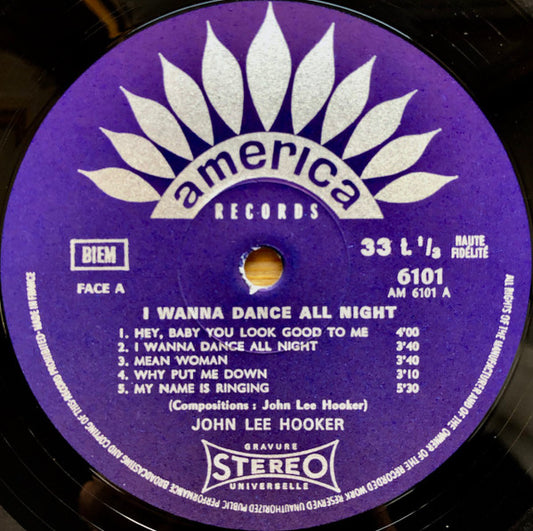 america
RECORDS
BIEM
33 t 1/3
HAUTE
FIDÉLITÉ
FACE A
6101
AM 6101 A
I WANNA DANCE ALL NIGHT
1. HEY, BABY YOU LOOK GOOD TO ME 4'00
2. I WANNA DANCE ALL NIGHT 3'40
3. MEAN WOMAN 3'40
4. WHY PUT ME DOWN 3'10
5. MY NAME IS RINGING 5'30
(Compositions : John Lee Hooker)
JOHN LEE HOOKER
GRAVURE
STEREO
UNIVERSELLE
ALL RIGHTS OF THE MANUFACTURER AND OF THE OWNER OF THE RECORDED WORK RESERVED UNAUTHORIZED PUBLIC PERFORMANCE BROADCASTING AND COPYING OF THIS RECORD PROHIBITED - MADE IN FRANCE